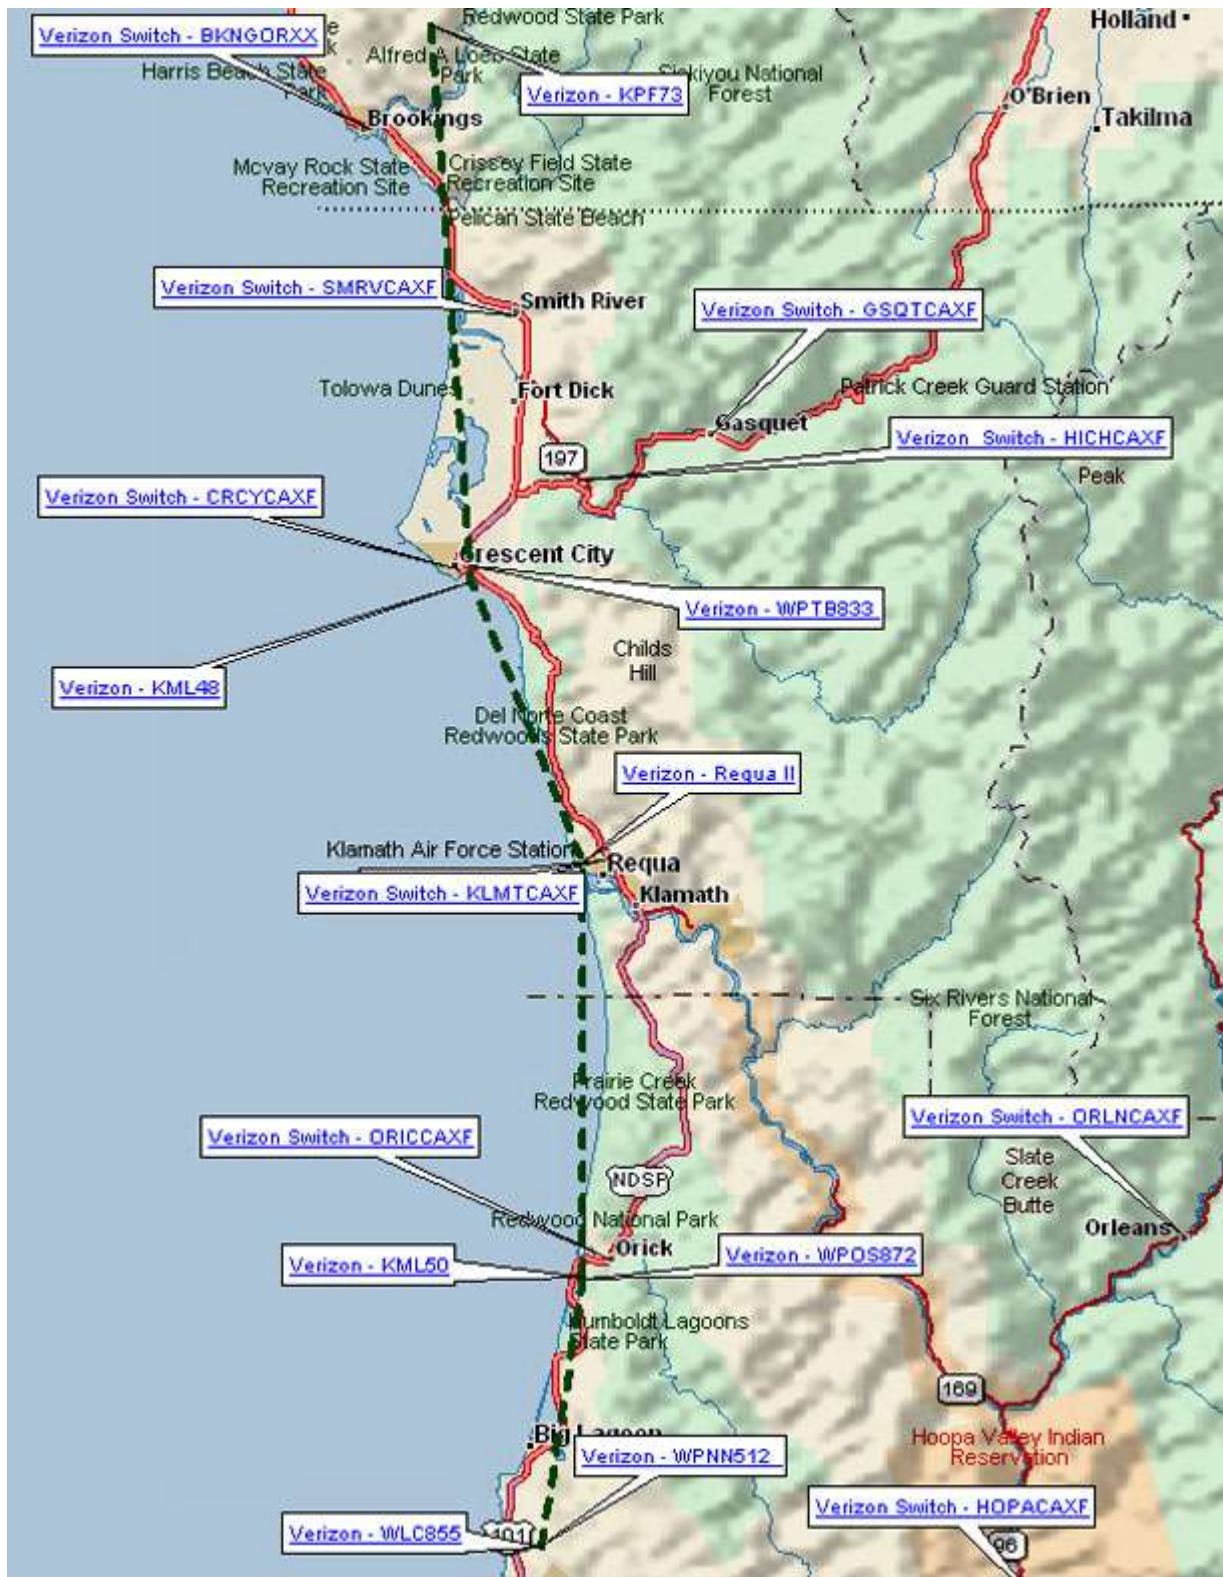 Redwood State Park
Holland
Verizon Switch - BKNGORXX
Alfred A Loeb State
Park
Harris Beach State
Park
Siskiyou National
Forest
Verizon - KPF73
O'Brien
Takilma
Brookings
Mcvay Rock State
Recreation Site
Crissey Field State
Recreation Site
Pelican State Beach
Verizon Switch - SMRVCAXF
Smith River
Verizon Switch - GSQTCAXF
Tolowa Dunes
Fort Dick
Patrick Creek Guard Station
Gasquet
Verizon Switch - HICHCAXF
197
Peak
Verizon Switch - CRCYCAXF
Crescent City
Verizon - WPTB833
Childs
Hill
Verizon - KML48
Del Norte Coast
Redwoods State Park
Verizon - Requa II
Klamath Air Force Station
Requa
Verizon Switch - KLMTCAXF
Klamath
Six Rivers National
Forest
Prairie Creek
Redwood State Park
Verizon Switch - ORLNCAXF
Verizon Switch - ORICCAXF
Slate
Creek
Butte
NDSF
Redwood National Park
Orleans
Orick
Verizon - KML50
Verizon - WPOS872
Humboldt Lagoons
State Park
169
Big Lagoon
Hoopa Valley Indian
Reservation
Verizon - WPNN512
Verizon Switch - HOPACAXF
Verizon - WLC855
101
96